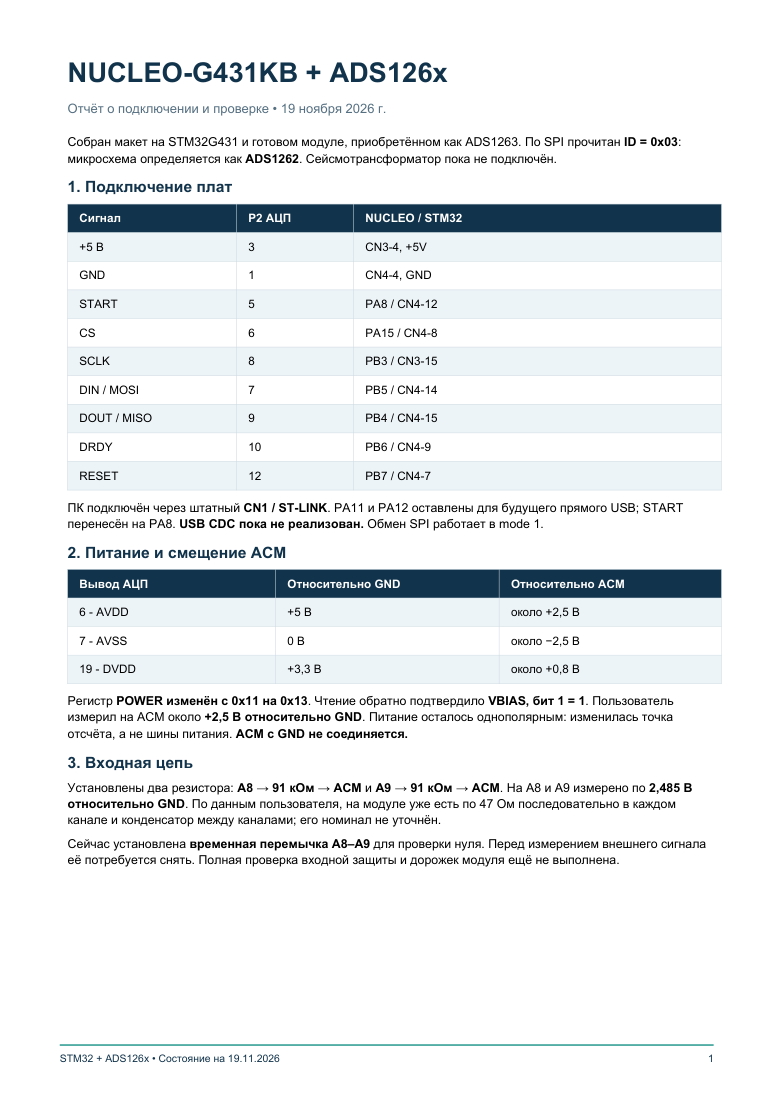 NUCLEO-G431KB + ADS126x
Отчёт о подключении и проверке • 19 ноября 2026 г.
Собран макет на STM32G431 и готовом модуле, приобретённом как ADS1263. По SPI прочитан ID = 0x03:
микросхема определяется как ADS1262. Сейсмотрансформатор пока не подключён.
1. Подключение плат
Сигнал P2 АЦП NUCLEO / STM32
+5 В 3 CN3-4, +5V
GND 1 CN4-4, GND
START 5 PA8 / CN4-12
CS 6 PA15 / CN4-8
SCLK 8 PB3 / CN3-15
DIN / MOSI 7 PB5 / CN4-14
DOUT / MISO 9 PB4 / CN4-15
DRDY 10 PB6 / CN4-9
RESET 12 PB7 / CN4-7
ПК подключён через штатный CN1 / ST-LINK. PA11 и PA12 оставлены для будущего прямого USB; START
перенесён на PA8. USB CDC пока не реализован. Обмен SPI работает в mode 1.
2. Питание и смещение ACM
Вывод АЦП Относительно GND Относительно ACM
6 - AVDD +5 В около +2,5 В
7 - AVSS 0 В около −2,5 В
19 - DVDD +3,3 В около +0,8 В
Регистр POWER изменён с 0x11 на 0x13. Чтение обратно подтвердило VBIAS, бит 1 = 1. Пользователь
измерил на ACM около +2,5 В относительно GND. Питание осталось однополярным: изменилась точка
отсчёта, а не шины питания. ACM с GND не соединяется.
3. Входная цепь
Установлены два резистора: A8 → 91 кОм → ACM и A9 → 91 кОм → ACM. На A8 и A9 измерено по 2,485 В
относительно GND. По данным пользователя, на модуле уже есть по 47 Ом последовательно в каждом
канале и конденсатор между каналами; его номинал не уточнён.
Сейчас установлена временная перемычка A8–A9 для проверки нуля. Перед измерением внешнего сигнала
её потребуется снять. Полная проверка входной защиты и дорожек модуля ещё не выполнена.
STM32 + ADS126x • Состояние на 19.11.2026 1